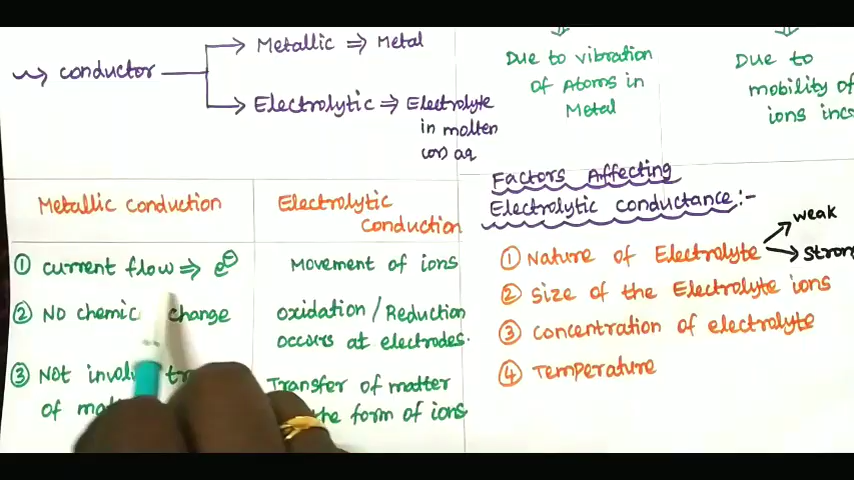 Metallic ⇒ Metal
~~> conductor
Electrolytic ⇒ Electrolyte
in molten
(or) aq
Due to vibration
of Atoms in
Metal
Due to
mobility of
ions incs
Metallic conduction
Electrolytic
Conduction
① current flow ⇒ e⊖
Movement of ions
② No chemic change
oxidation / Reduction
occurs at electrodes.
③ Not
of
Transfer of matter
the form of ions
Factors Affecting
Electrolytic conductance :-
① Nature of Electrolyte
weak
strong
② size of the Electrolyte ions
③ concentration of electrolyte
④ Temperature